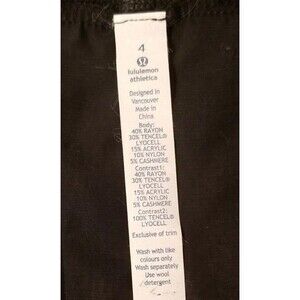 4
lululemon
athletica
Designed in
Vancouver
Made in
China
Body:
40% RAYON
30% TENCEL®
LYOCELL
15% ACRYLIC
10% NYLON
5% CASHMERE
Contrast1:
40% RAYON
30% TENCEL®
LYOCELL
15% ACRYLIC
10% NYLON
5% CASHMERE
Contrast2:
100% TENCEL®
LYOCELL
Exclusive of trim
Wash with like
colours only
Wash separately
Use wool
detergent